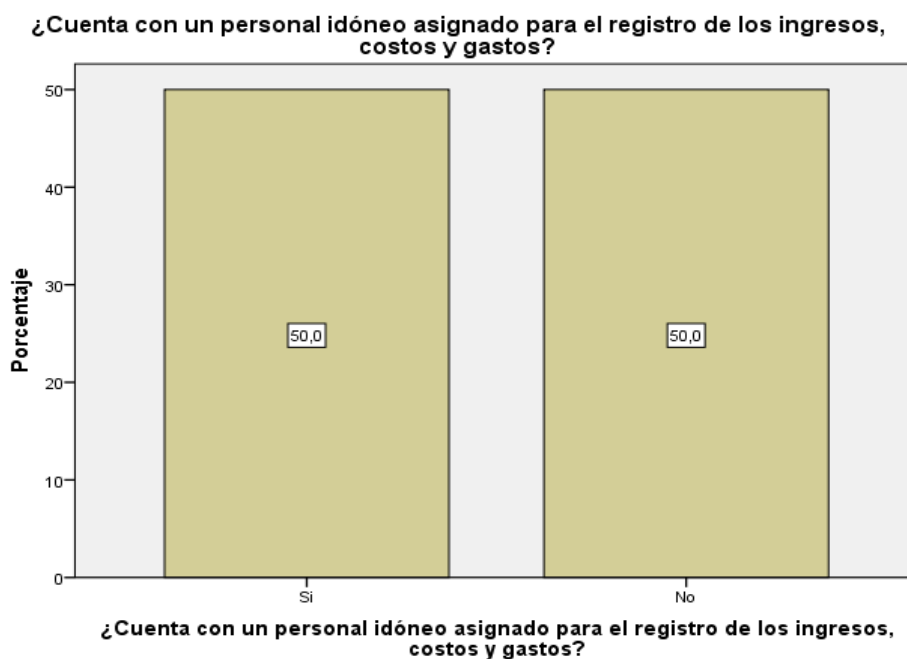 ¿Cuenta con un personal idóneo asignado para el registro de los ingresos,
costos y gastos?
50
40
30
20
10
0
Porcentaje
50,0
50,0
Si
No
¿Cuenta con un personal idóneo asignado para el registro de los ingresos,
costos y gastos?